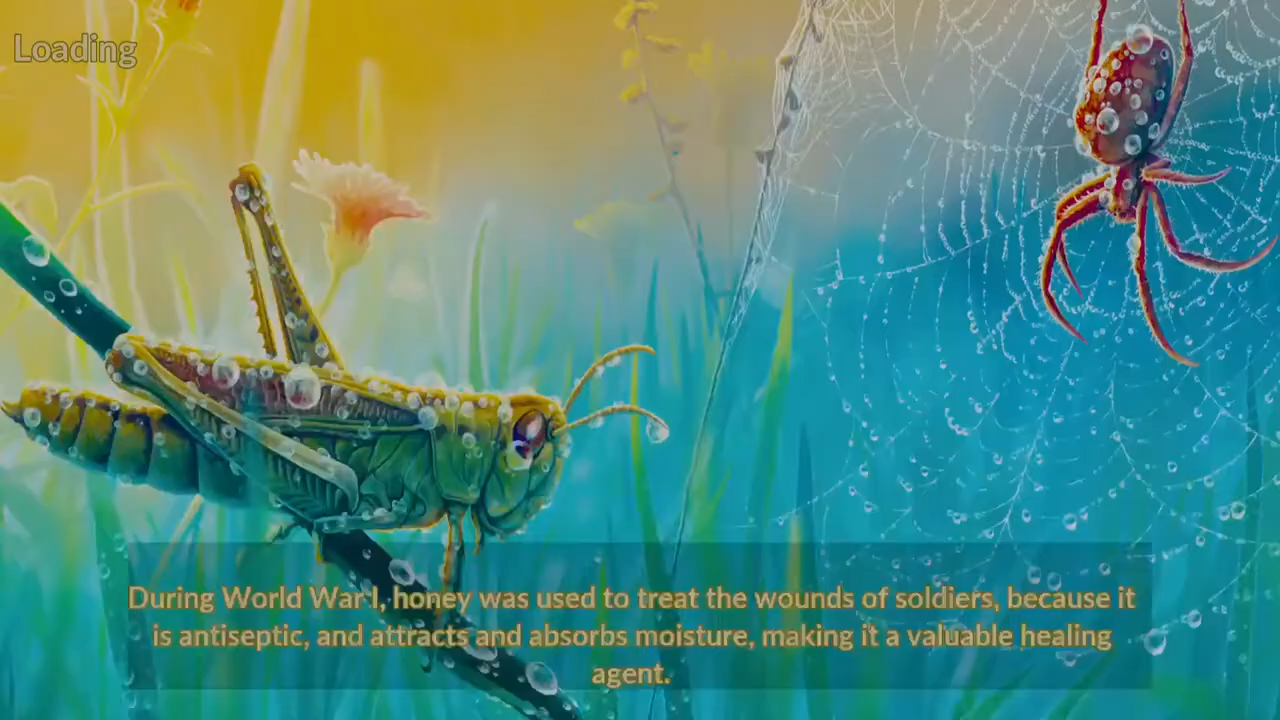 Loading
During World War I, honey was used to treat the wounds of soldiers, because it
is antiseptic, and attracts and absorbs moisture, making it a valuable healing
agent.